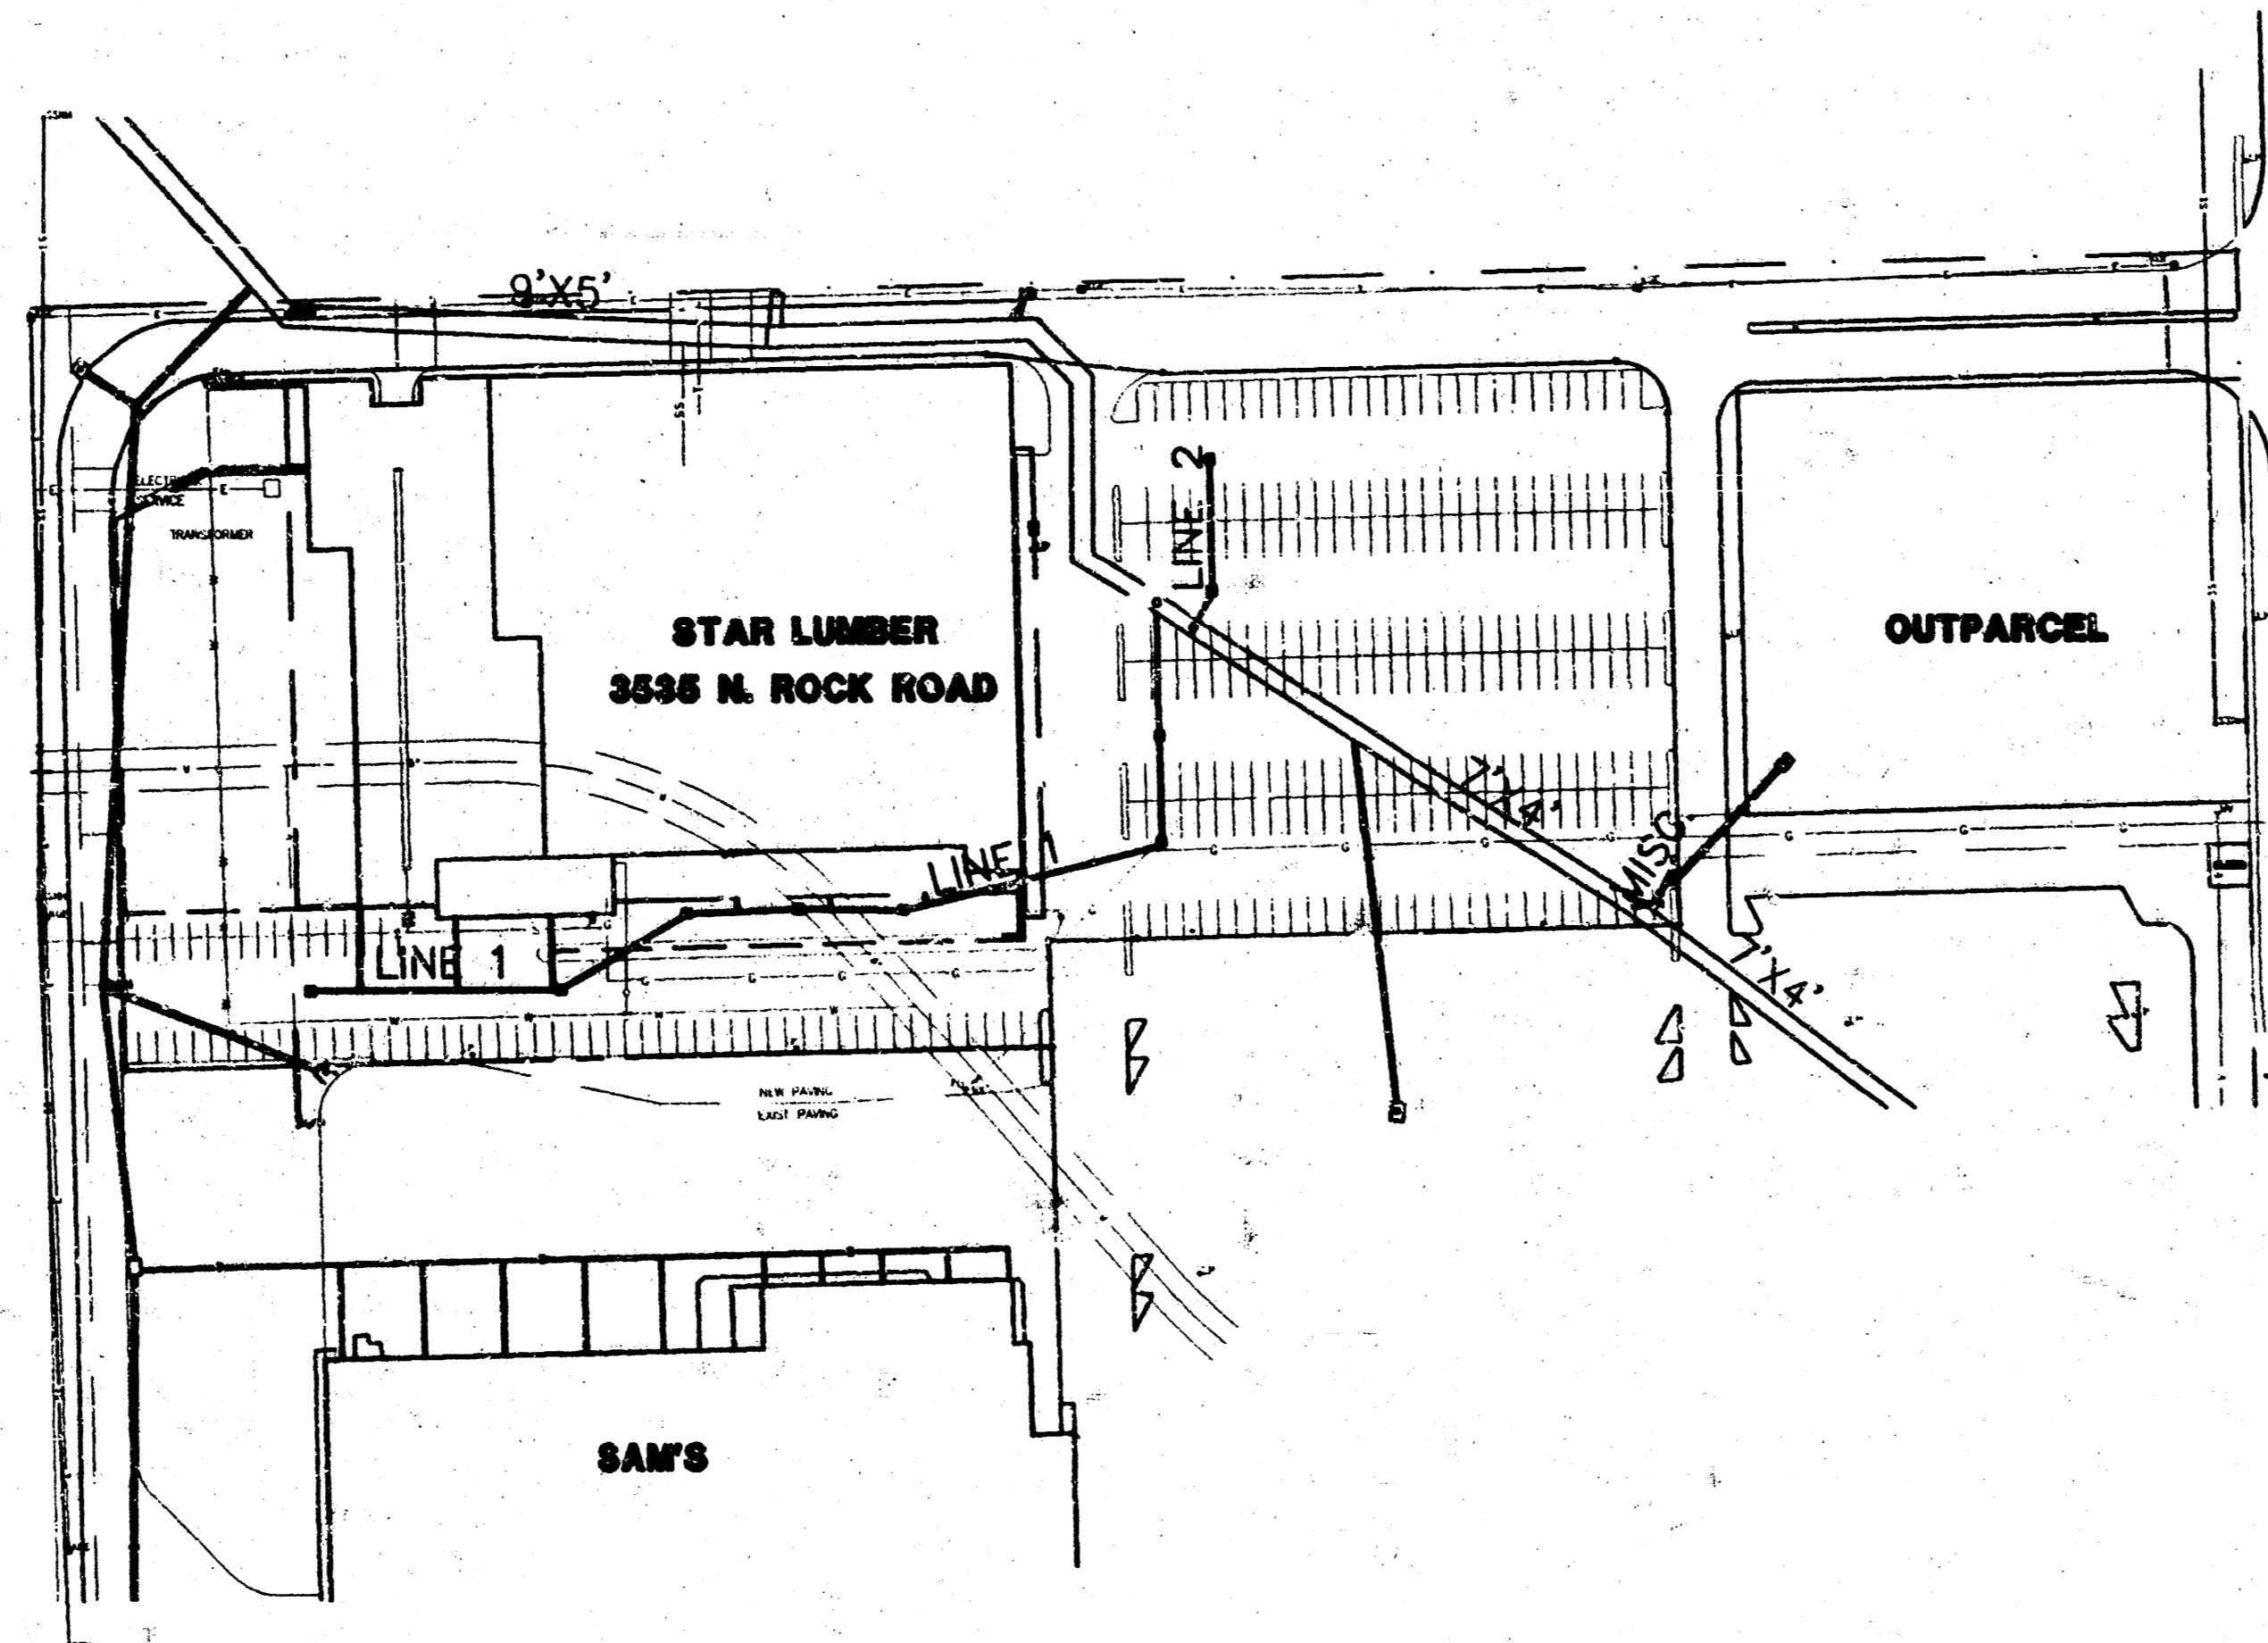 9'X5'
LINE 2
ELECTRIC
SERVICE
TRANSFORMER
STAR LUMBER
3535 N. ROCK ROAD
OUTPARCEL
7'X4'
MISC
LINE 1
LINE 1
7'X4'
NEW PAVING
EXIST PAVING
SAM'S